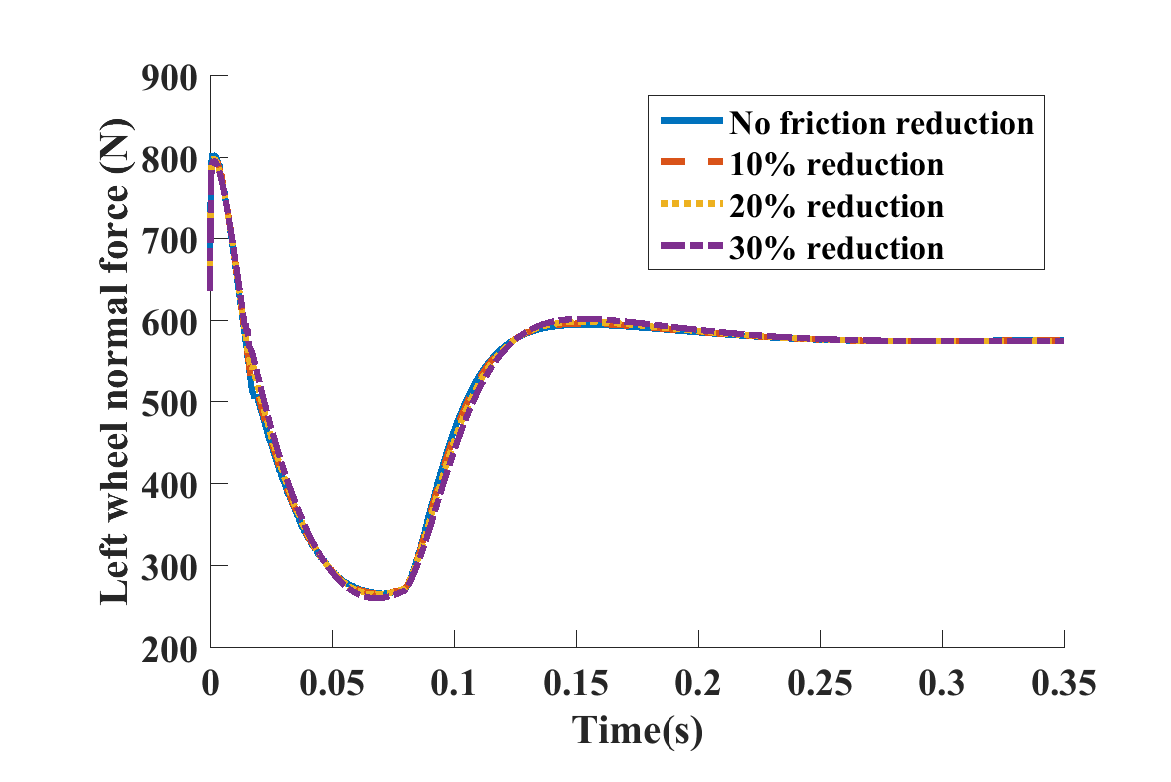 900
800
700
600
500
400
300
200
Left wheel normal force (N)
No friction reduction
10% reduction
20% reduction
30% reduction
0 0.05 0.1 0.15 0.2 0.25 0.3 0.35
Time(s)